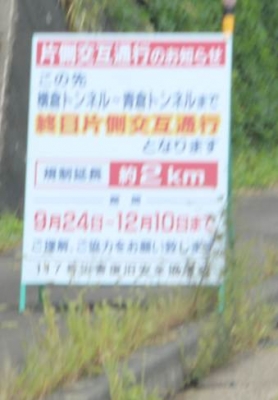 片側交互通行のお知らせ
この先
横倉トンネル～青倉トンネルまで
終日片側交互通行
となります
規制延長 約2km
期間
9月24日~12月10日まで
ご理解、ご協力をお願い致します